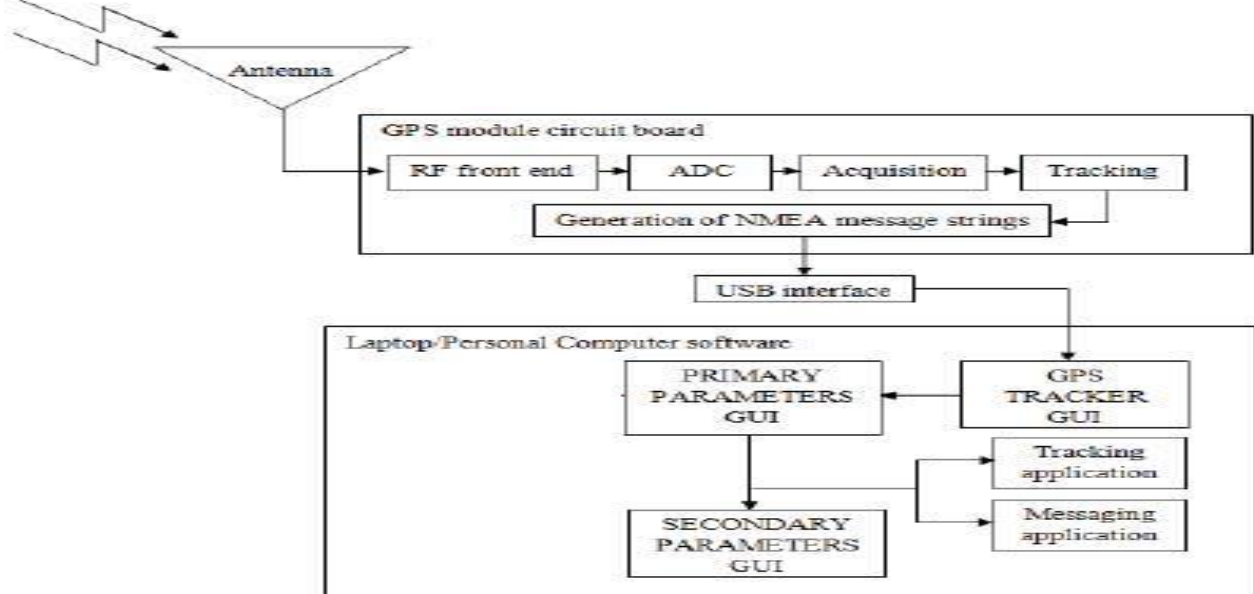 Antenna
GPS module circuit board
RF front end
ADC
Acquisition
Tracking
Generation of NMEA message strings
USB interface
Laptop/Personal Computer software
PRIMARY
PARAMETERS
GUI
GPS
TRACKER
GUI
Tracking
application
Messaging
application
SECONDARY
PARAMETERS
GUI